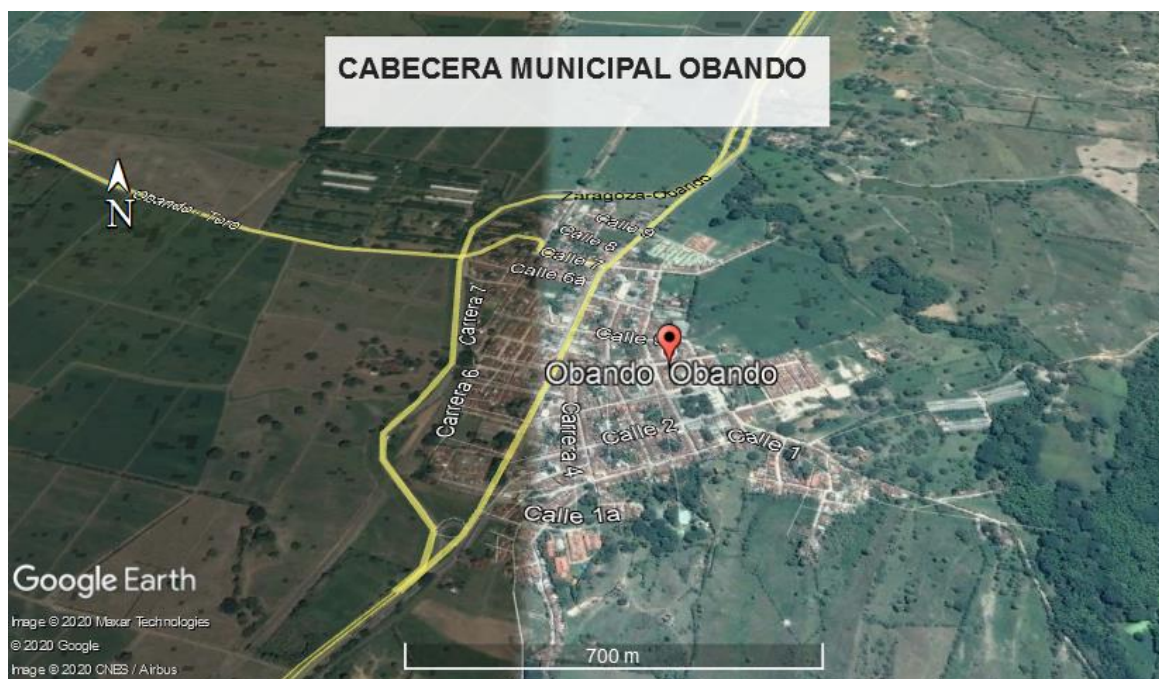 CABECERA MUNICIPAL OBANDO
Zaragoza-Obando
Obando - Toro
N
Calle 9
Calle 8
Calle 7
Calle 6a
Carrera 7
Calle
Obando Obando
Carrera 6
Carrera 4
Calle 2
Calle 1
Calle 1a
Google Earth
Image © 2020 Maxar Technologies
© 2020 Google
Image © 2020 CNES / Airbus
700 m